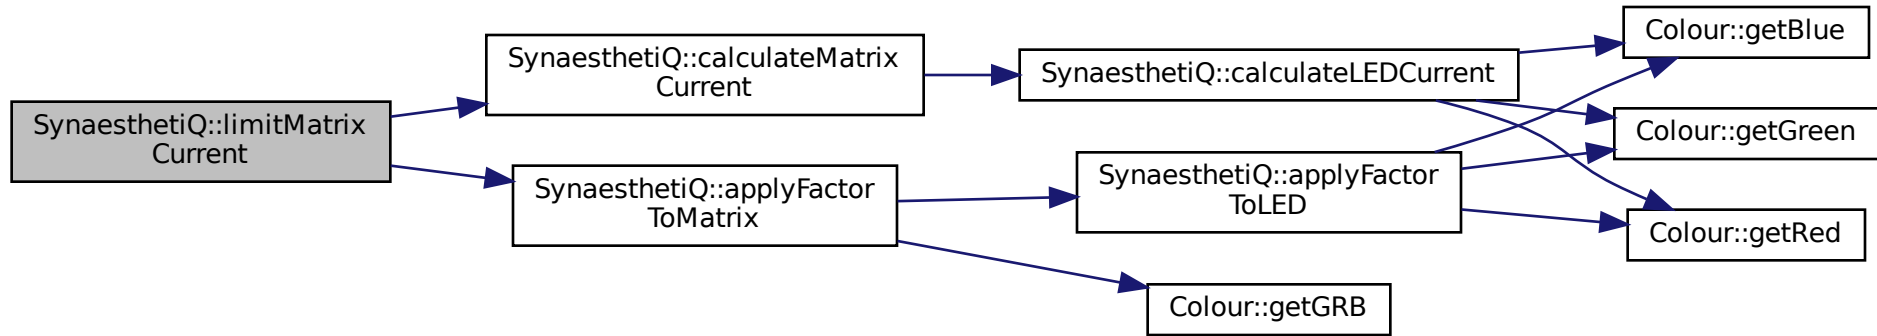 SynaesthetiQ::limitMatrix
Current
SynaesthetiQ::calculateMatrix
Current
SynaesthetiQ::applyFactor
ToMatrix
SynaesthetiQ::calculateLEDCurrent
SynaesthetiQ::applyFactor
ToLED
Colour::getGRB
Colour::getBlue
Colour::getGreen
Colour::getRed